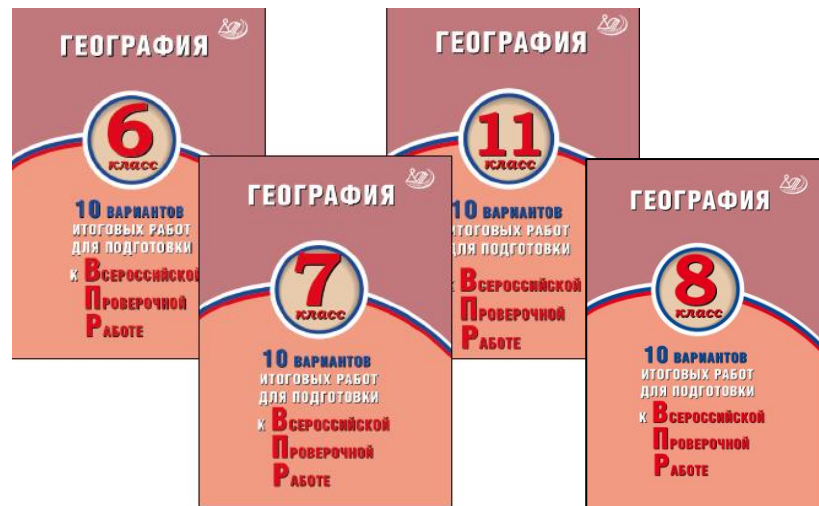 ГЕОГРАФИЯ
6
класс
10 ВАРИАНТОВ
ИТОГОВЫХ РАБОТ
ДЛЯ ПОДГОТОВКИ
К ВСЕРОССИЙСКОЙ
ПРОВЕРОЧНОЙ
РАБОТЕ
ГЕОГРАФИЯ
11
класс
10 ВАРИАНТОВ
ИТОГОВЫХ РАБОТ
ДЛЯ ПОДГОТОВКИ
К ВСЕРОССИЙСКОЙ
ПРОВЕРОЧНОЙ
РАБОТЕ
ГЕОГРАФИЯ
7
класс
10 ВАРИАНТОВ
ИТОГОВЫХ РАБОТ
ДЛЯ ПОДГОТОВКИ
К ВСЕРОССИЙСКОЙ
ПРОВЕРОЧНОЙ
РАБОТЕ
ГЕОГРАФИЯ
8
класс
10 ВАРИАНТОВ
ИТОГОВЫХ РАБОТ
ДЛЯ ПОДГОТОВКИ
К ВСЕРОССИЙСКОЙ
ПРОВЕРОЧНОЙ
РАБОТЕ